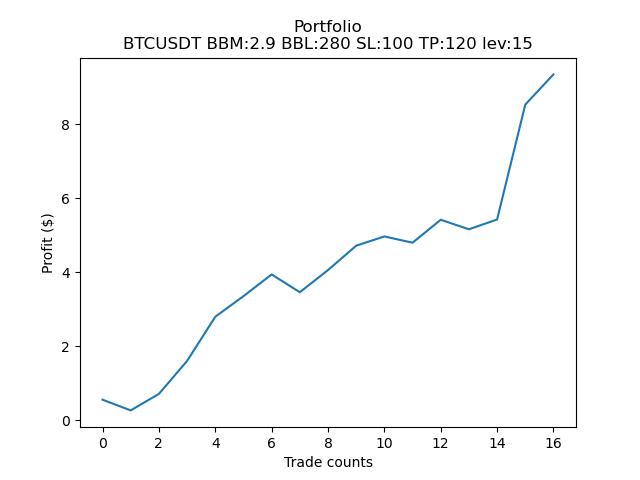 Portfolio
BTCUSDT BBM:2.9 BBL:280 SL:100 TP:120 lev:15
8
6
4
2
0
Profit ($)
0 2 4 6 8 10 12 14 16
Trade counts